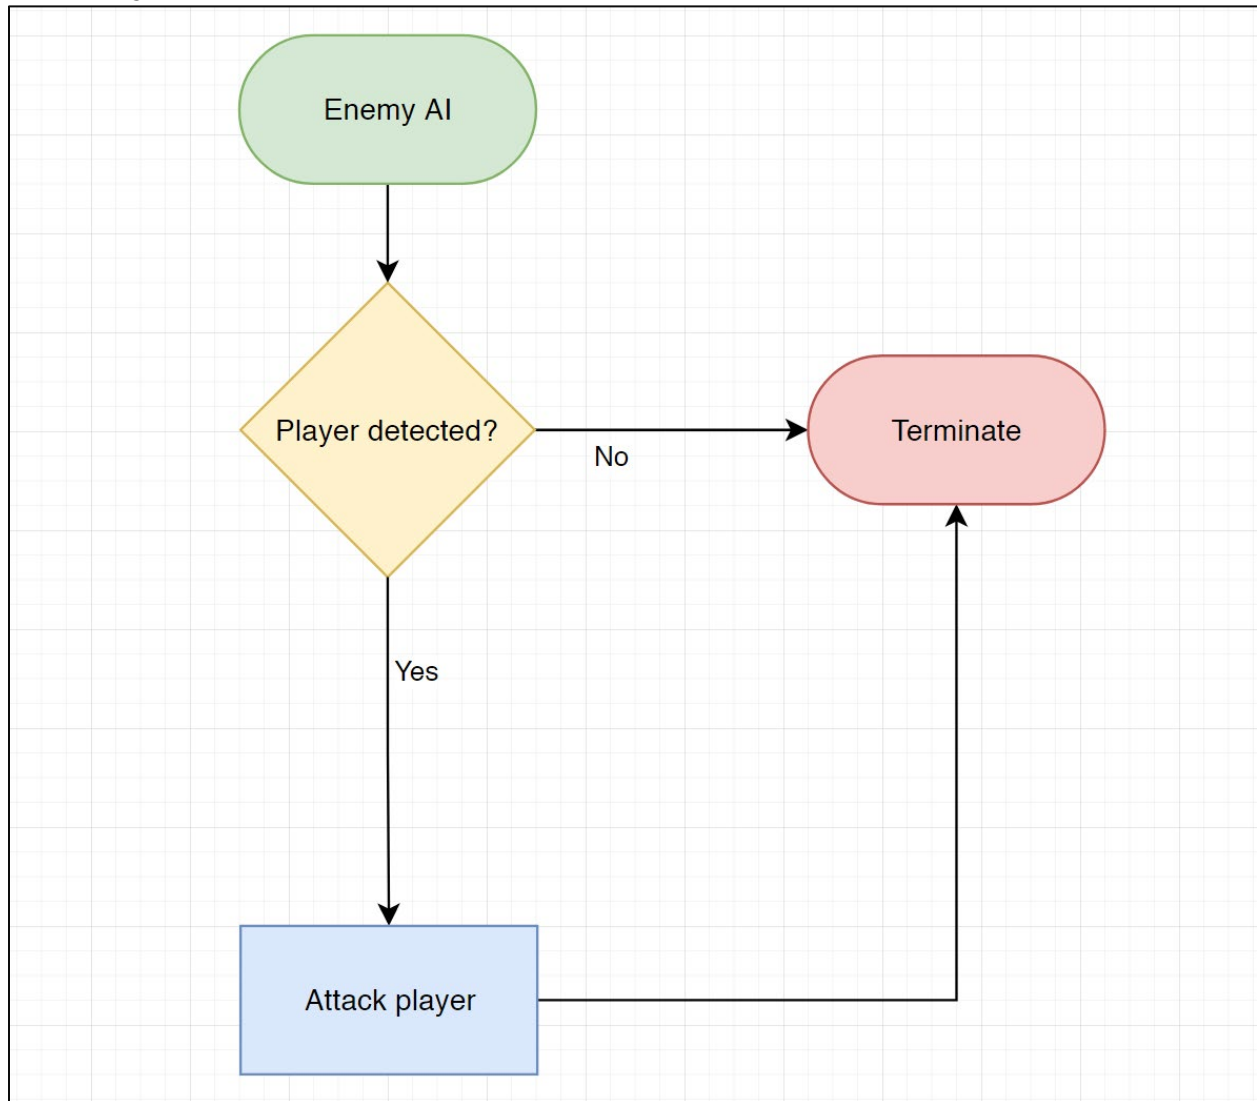 Enemy AI
Player detected?
No
Terminate
Yes
Attack player